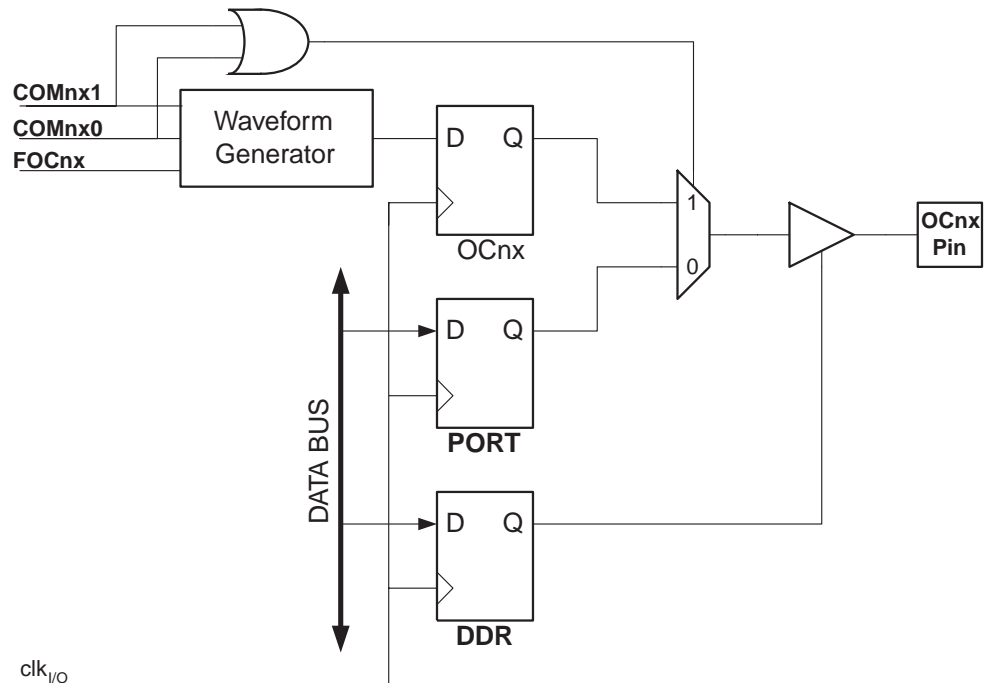 COMnx1
COMnx0
FOCnx
Waveform
Generator
D Q
OCnx
1
0
OCnx
Pin
D Q
PORT
DATA BUS
D Q
DDR
clkI/O